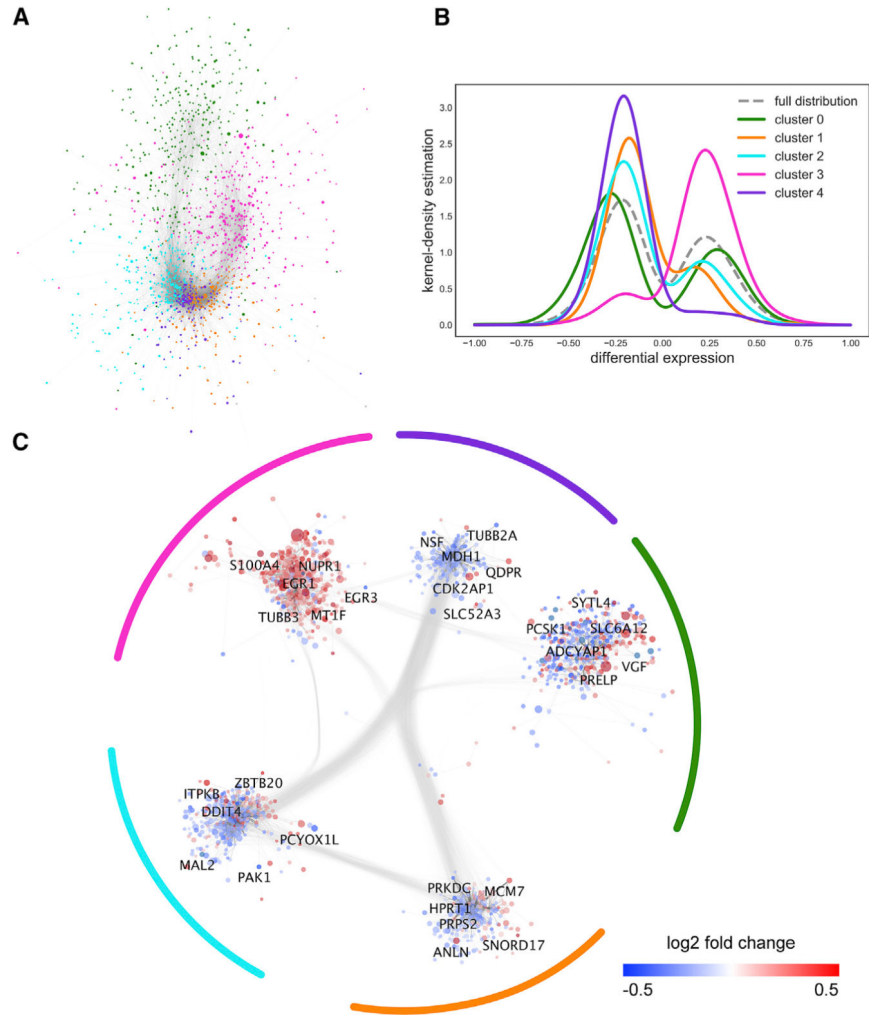 A
B
3.0
2.5
2.0
1.5
1.0
0.5
0.0
kernel-density estimation
full distribution
cluster 0
cluster 1
cluster 2
cluster 3
cluster 4
−1.00 −0.75 −0.50 −0.25 0.00 0.25 0.50 0.75 1.00
differential expression
C
S100A4
NUPR1
EGR1
EGR3
TUBB3
MT1F
NSF
TUBB2A
MDH1
QDPR
CDK2AP1
SLC52A3
SYTL4
PCSK1
SLC6A12
ADCYAP1
VGF
PRELP
ZBTB20
ITPKB
DDIT4
PCYOX1L
MAL2
PAK1
PRKDC
MCM7
HPRT1
PRPS2
SNORD17
ANLN
log2 fold change
-0.5 0.5